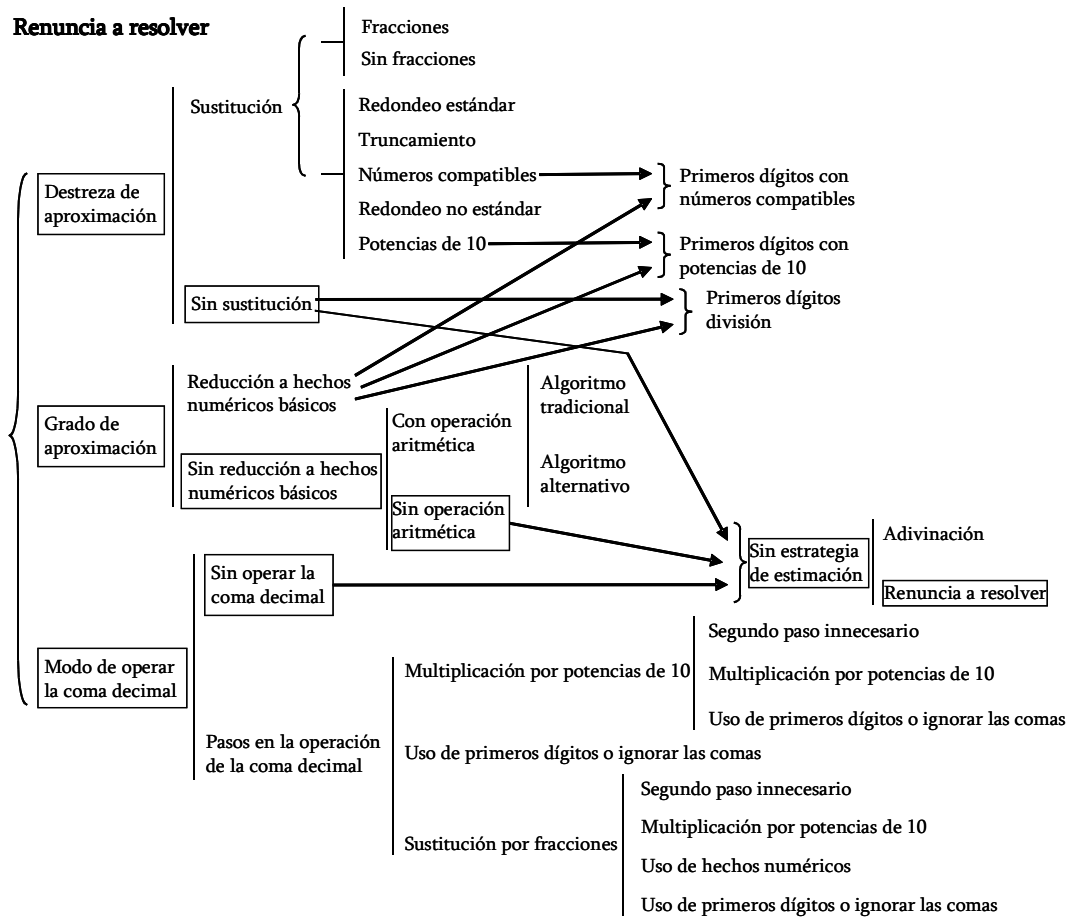 Renuncia a resolver
Fracciones
Sin fracciones
Sustitución
Redondeo estándar
Truncamiento
Números compatibles
Redondeo no estándar
Potencias de 10
Destreza de
aproximación
Sin sustitución
Primeros dígitos con
números compatibles
Primeros dígitos con
potencias de 10
Primeros dígitos
división
Grado de
aproximación
Reducción a hechos
numéricos básicos
Sin reducción a hechos
numéricos básicos
Con operación
aritmética
Algoritmo
tradicional
Algoritmo
alternativo
Sin operación
aritmética
Sin estrategia
de estimación
Adivinación
Renuncia a resolver
Modo de operar
la coma decimal
Sin operar la
coma decimal
Pasos en la operación
de la coma decimal
Multiplicación por potencias de 10
Segundo paso innecesario
Multiplicación por potencias de 10
Uso de primeros dígitos o ignorar las comas
Uso de primeros dígitos o ignorar las comas
Sustitución por fracciones
Segundo paso innecesario
Multiplicación por potencias de 10
Uso de hechos numéricos
Uso de primeros dígitos o ignorar las comas